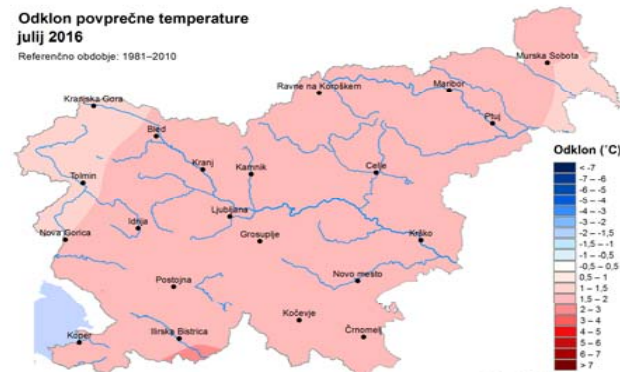 Odklon povprečne temperature
julij 2016
Referenčno obdobje: 1981–2010
Murska Sobota
Ravne na Koroškem
Maribor
Kranjska Gora
Ptuj
Bled
Kranj
Kamnik
Celje
Tolmin
Ljubljana
Idrija
Nova Gorica
Grosuplje
Krško
Postojna
Novo mesto
Kočevje
Koper
Ilirska Bistrica
Črnomelj
Odklon (°C)
< -7
-7 – -6
-6 – -5
-5 – -4
-4 – -3
-3 – -2
-2 – -1,5
-1,5 – -1
-1 – -0,5
-0,5 – 0,5
0,5 – 1
1 – 1,5
1,5 – 2
2 – 3
3 – 4
4 – 5
5 – 6
6 – 7
> 7